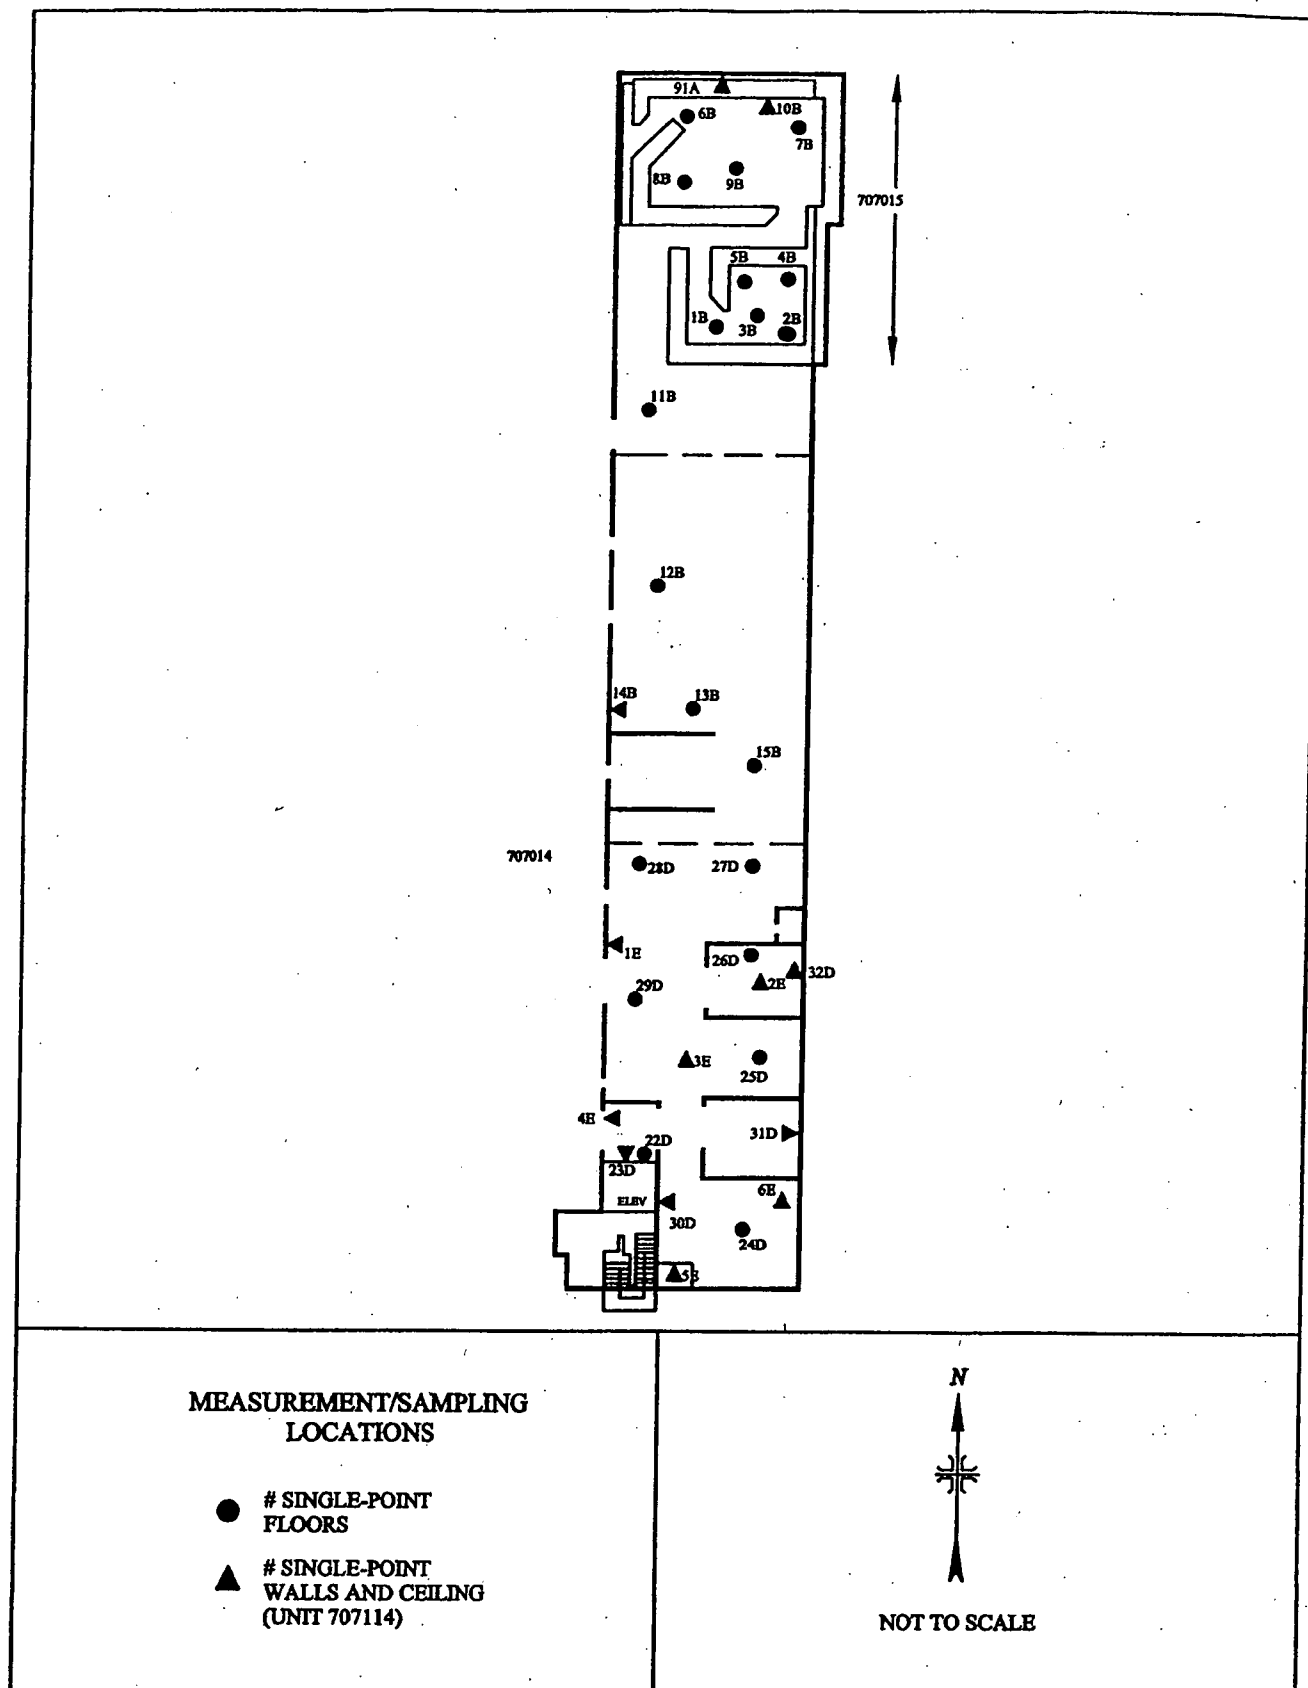 91A
10B
6B
7B
8B
9B
707015
5B
4B
1B
3B
2B
11B
12B
14B
13B
15B
707014
28D
27D
1E
26D
32D
2E
29D
3E
25D
4E
31D
22D
23D
ELEV
6E
30D
24D
5E
MEASUREMENT/SAMPLING
LOCATIONS
# SINGLE-POINT
FLOORS
# SINGLE-POINT
WALLS AND CEILING
(UNIT 707114)
N
NOT TO SCALE